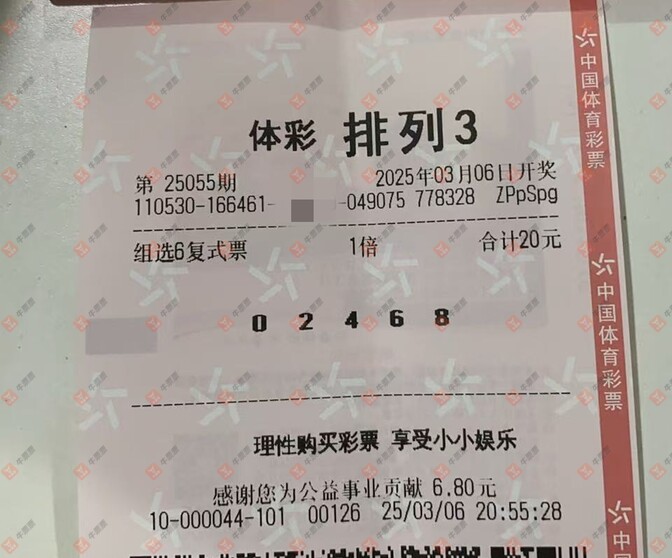 体彩 排列3
第 25055期 2025年03月06日开奖
110530-166461- -049075 778328 ZPpSpg
组选6复式票 1倍 合计20元
0 2 4 6 8
理性购买彩票 享受小小娱乐
感谢您为公益事业贡献 6.80元
10-000044-101 00126 25/03/06 20:55:28
中国体育彩票
中国体育彩票
中